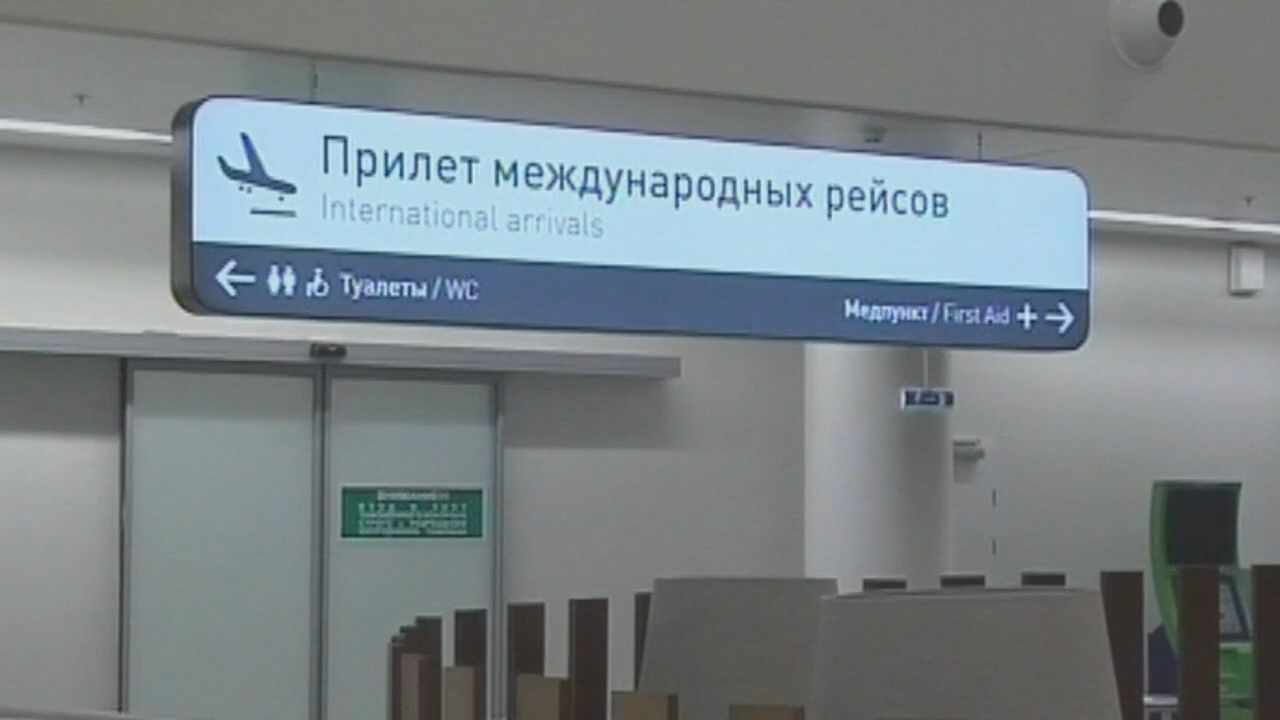 Прилет международных рейсов
International arrivals
Туалеты / WC
Медпункт / First Aid